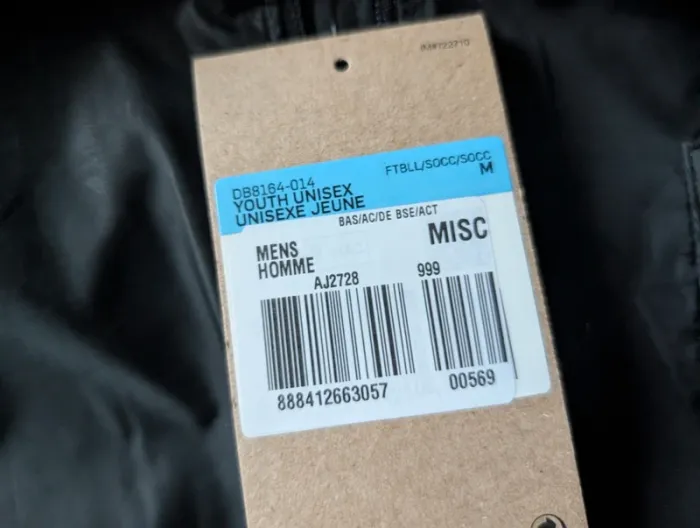 DB8164-014
YOUTH UNISEX
UNISEXE JEUNE
FTBLL/SOCC/SOCC
M
BAS/AC/DE BSE/ACT
MENS
HOMME
MISC
AJ2728
999
888412663057
00569